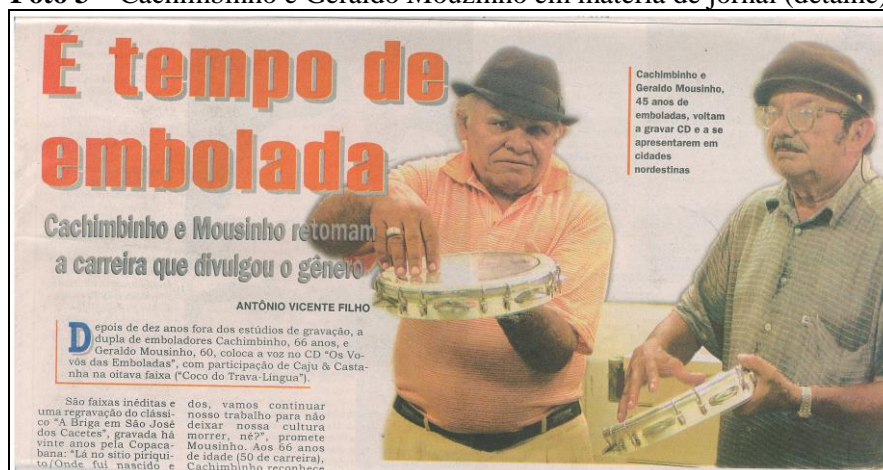 Foto 3 – Cachimbinho e Geraldo Mouzinho em matéria de jornal (detalhe)
É tempo de
embolada
Cachimbinho e Mousinho retomam
a carreira que divulgou o gênero
Cachimbinho e
Geraldo Mousinho,
45 anos de
emboladas, voltam
a gravar CD e a se
apresentarem em
cidades
nordestinas
ANTÔNIO VICENTE FILHO
Depois de dez anos fora dos estúdios de gravação, a
dupla de emboladores Cachimbinho, 66 anos, e
Geraldo Mousinho, 60, coloca a voz no CD "Os Vo-
vós das Emboladas", com participação de Caju & Casta-
nha na oitava faixa ("Coco do Trava-Língua").
São faixas inéditas e
uma regravação do clássi-
co "A Briga em São José
dos Cacetes", gravada há
vinte anos pela Copaca-
bana: "Lá no sítio piriqui-
to/Onde fui nascido e
dos, vamos continuar
nosso trabalho para não
deixar nossa cultura
morrer, né?", promete
Mousinho. Aos 66 anos
de idade (50 de carreira),
Cachimbinho reconhece